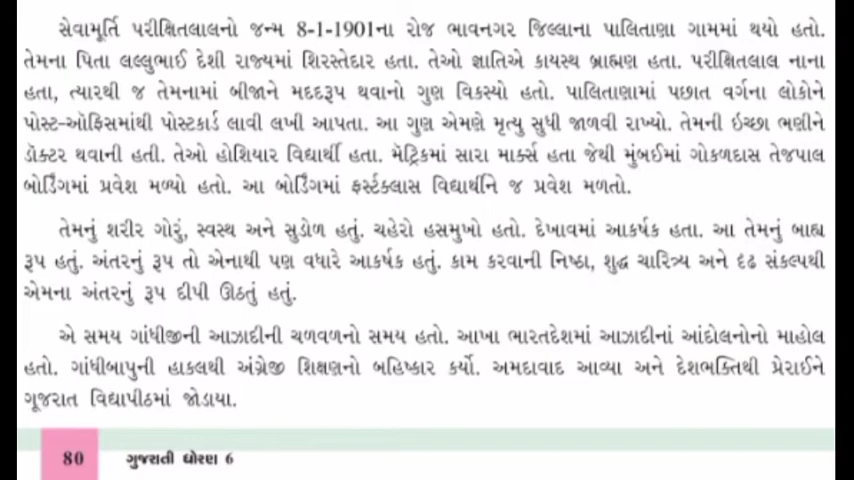 સેવામૂર્તિ પરીક્ષિતલાલનો જન્મ 8-1-1901ના રોજ ભાવનગર જિલ્લાના પાલિતાણા ગામમાં થયો હતો.
તેમના પિતા લલ્લુભાઈ દેશી રાજ્યમાં શિરસ્તેદાર હતા. તેઓ જ્ઞાતિએ કાયસ્થ બ્રાહ્મણ હતા. પરીક્ષિતલાલ નાના
હતા, ત્યારથી જ તેમનામાં બીજાને મદદરૂપ થવાનો ગુણ વિકસ્યો હતો. પાલિતાણામાં પછાત વર્ગના લોકોને
પોસ્ટ-ઑફિસમાંથી પોસ્ટકાર્ડ લાવી લખી આપતા. આ ગુણ એમણે મૃત્યુ સુધી જાળવી રાખ્યો. તેમની ઇચ્છા ભણીને
ડૉક્ટર થવાની હતી. તેઓ હોશિયાર વિદ્યાર્થી હતા. મૅટ્રિકમાં સારા માર્ક્સ હતા જેથી મુંબઈમાં ગોકળદાસ તેજપાલ
બોર્ડિંગમાં પ્રવેશ મળ્યો હતો. આ બોર્ડિંગમાં ફર્સ્ટક્લાસ વિદ્યાર્થીને જ પ્રવેશ મળતો.
તેમનું શરીર ગોરું, સ્વસ્થ અને સુડોળ હતું. ચહેરો હસમુખો હતો. દેખાવમાં આકર્ષક હતા. આ તેમનું બાહ્ય
રૂપ હતું. અંતરનું રૂપ તો એનાથી પણ વધારે આકર્ષક હતું. કામ કરવાની નિષ્ઠા, શુદ્ધ ચારિત્ર્ય અને દૃઢ સંકલ્પથી
એમના અંતરનું રૂપ દીપી ઊઠતું હતું.
એ સમય ગાંધીજીની આઝાદીની ચળવળનો સમય હતો. આખા ભારતદેશમાં આઝાદીનાં આંદોલનોનો માહોલ
હતો. ગાંધીબાપુની હાકલથી અંગ્રેજી શિક્ષણનો બહિષ્કાર કર્યો. અમદાવાદ આવ્યા અને દેશભક્તિથી પ્રેરાઈને
ગૂજરાત વિદ્યાપીઠમાં જોડાયા.
80 ગુજરાતી ધોરણ 6